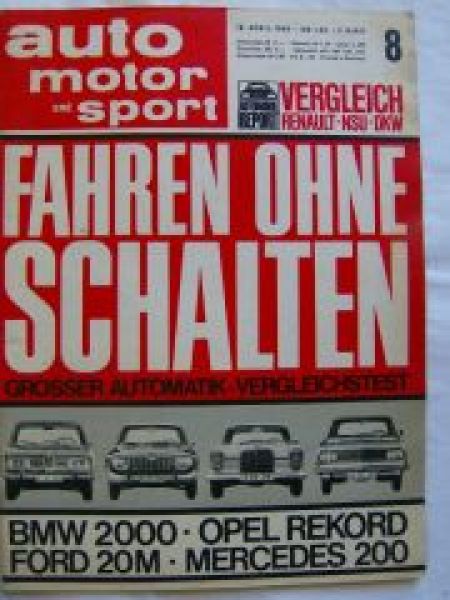 auto
motor
und sport
8
AUTOMOBIL
REPORT
VERGLEICH
RENAULT · NSU · DKW
FAHREN OHNE
SCHALTEN
GROSSER AUTOMATIK-VERGLEICHSTEST
BMW 2000 · OPEL REKORD
FORD 20M · MERCEDES 200